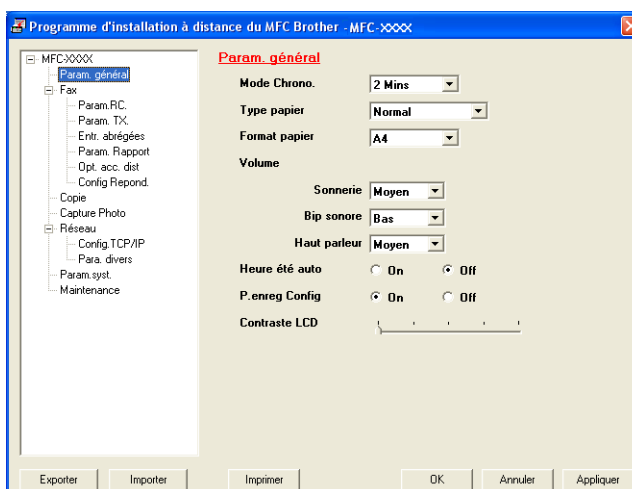 Programme d'installation à distance du MFC Brother - MFC-XXXX
MFC-XXXX
Param. général
Fax
Param.RC.
Param. TX.
Entr. abrégées
Param. Rapport
Opt. acc. dist
Config Repond.
Copie
Capture Photo
Réseau
Config.TCP/IP
Para. divers
Param.syst.
Maintenance
Param. général
Mode Chrono. 2 Mins
Type papier Normal
Format papier A4
Volume
Sonnerie Moyen
Bip sonore Bas
Haut parleur Moyen
Heure été auto On Off
P.enreg Config On Off
Contraste LCD
Exporter Importer Imprimer OK Annuler Appliquer